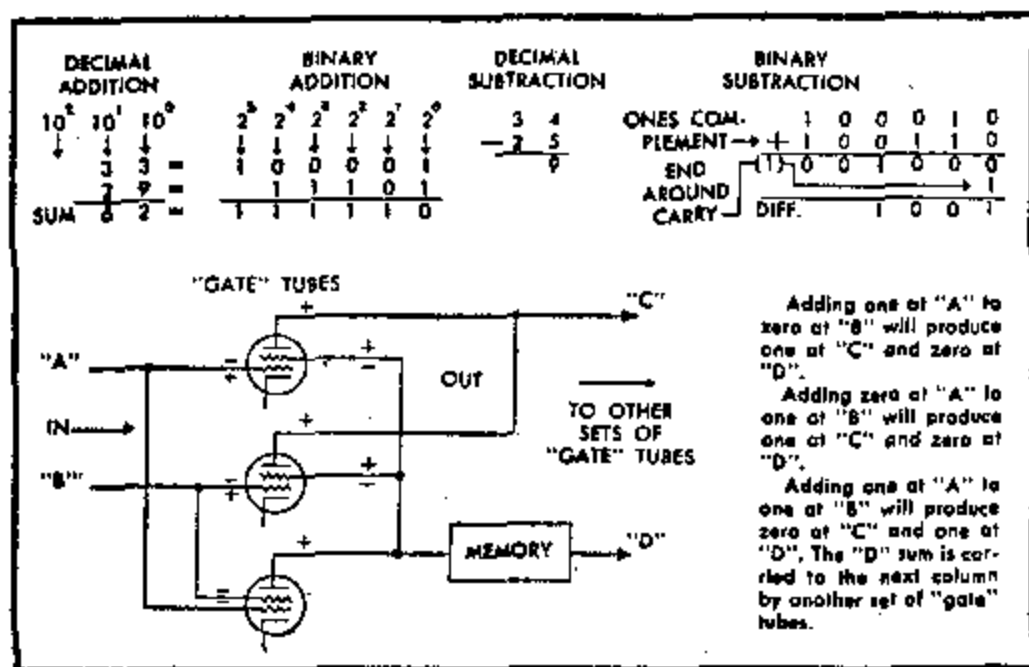 DECIMAL
ADDITION
10² 10¹ 10⁰
3 3 =
2 9 =
SUM 6 2 =
BINARY
ADDITION
2⁵ 2⁴ 2³ 2² 2¹ 2⁰
1 0 0 0 0 1
1 1 1 0 1
1 1 1 1 1 0
DECIMAL
SUBTRACTION
3 4
− 2 5
9
BINARY
SUBTRACTION
ONES COM- 1 0 0 0 1 0
PLEMENT + 1 0 0 1 1 0
END (1) 0 0 1 0 0 0
AROUND 1
CARRY DIFF. 1 0 0 1
"GATE" TUBES
"A"
IN
"B"
OUT
"C"
TO OTHER
SETS OF
"GATE" TUBES
MEMORY
"D"
Adding one at "A" to
zero at "B" will produce
one at "C" and zero at
"D".
Adding zero at "A" to
one at "B" will produce
one at "C" and zero at
"D".
Adding one at "A" to
one at "B" will produce
zero at "C" and one at
"D". The "D" sum is car-
ried to the next column
by another set of "gate"
tubes.